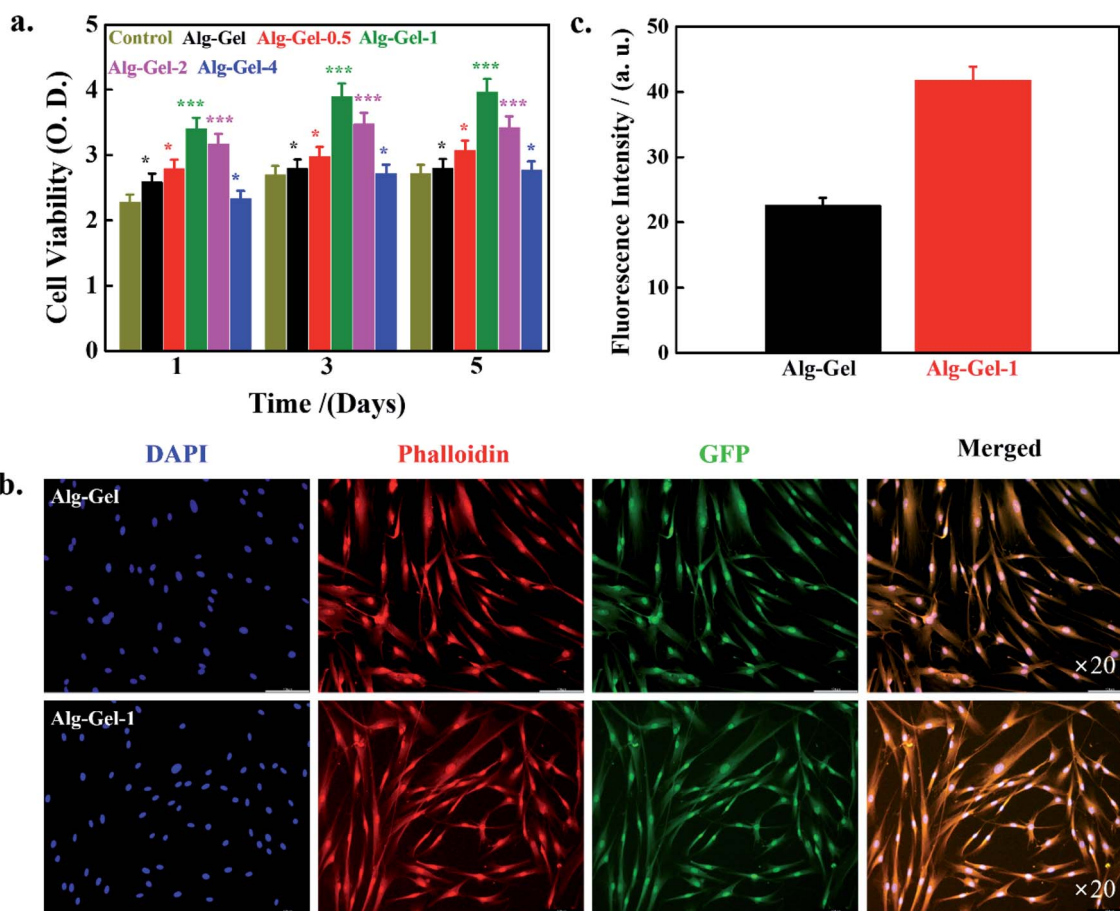 a.
Cell Viability (O. D.)
5
4
3
2
1
0
Control Alg-Gel Alg-Gel-0.5 Alg-Gel-1
Alg-Gel-2 Alg-Gel-4
* * *** *** *
* * *** *** *
* * *** *** *
1 3 5
Time /(Days)
c.
Fluorescence Intensity / (a. u.)
50
40
30
20
10
0
Alg-Gel Alg-Gel-1
b.
DAPI Phalloidin GFP Merged
Alg-Gel
×20
Alg-Gel-1
×20